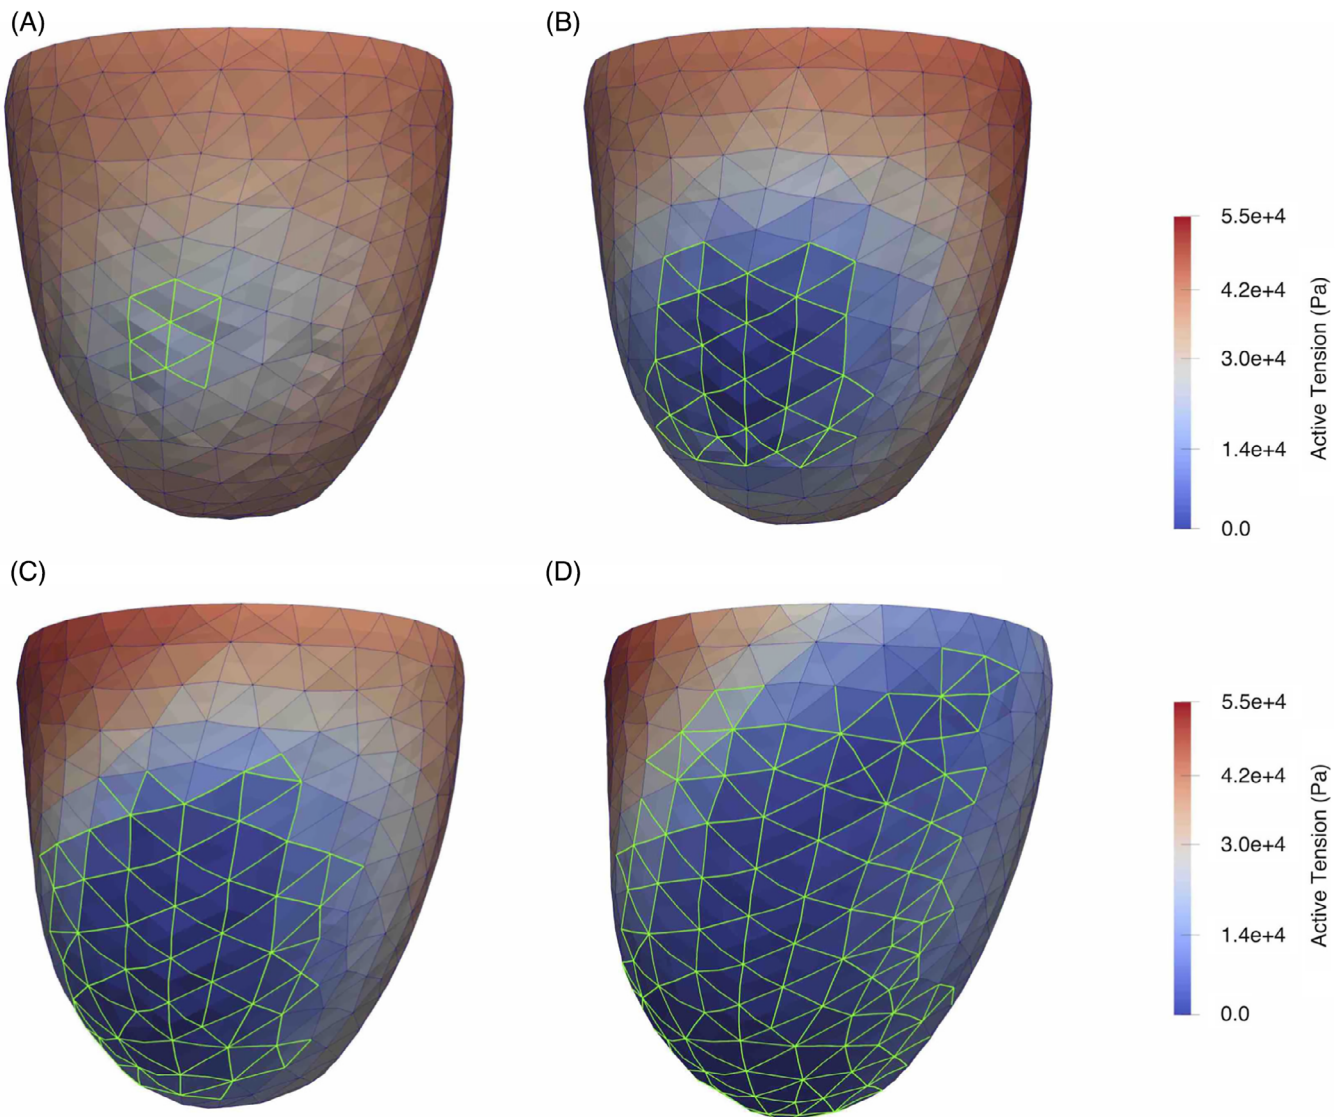 (A)
(B)
5.5e+4
4.2e+4
3.0e+4
1.4e+4
0.0
Active Tension (Pa)
(C)
(D)
5.5e+4
4.2e+4
3.0e+4
1.4e+4
0.0
Active Tension (Pa)